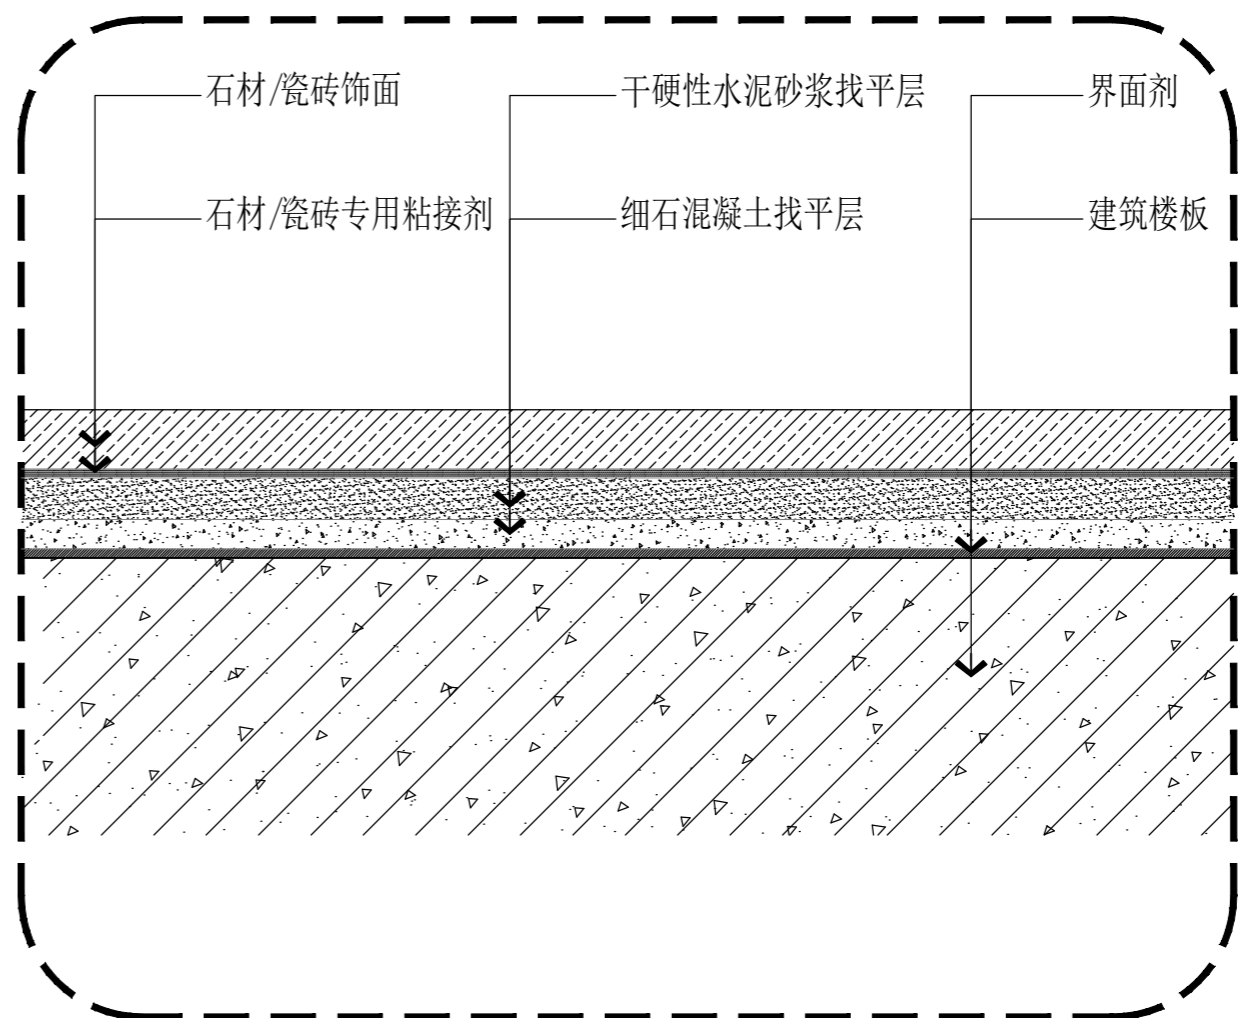 石材/瓷砖饰面
干硬性水泥砂浆找平层
界面剂
石材/瓷砖专用粘接剂
细石混凝土找平层
建筑楼板